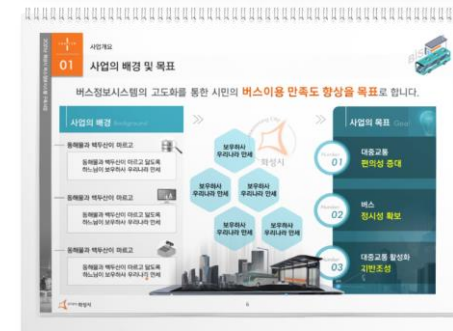 사업개요
01
사업의 배경 및 목표
버스정보시스템의 고도화를 통한 시민의 버스이용 만족도 향상을 목표로 합니다.
사업의 배경 Background
동해물과 백두산이 마르고
동해물과 백두산이 마르고 닳도록
하느님이 보우하사 우리나라 만세
동해물과 백두산이 마르고
동해물과 백두산이 마르고 닳도록
하느님이 보우하사 우리나라 만세
동해물과 백두산이 마르고
동해물과 백두산이 마르고 닳도록
하느님이 보우하사 우리나라 만세
보우하사
우리나라 만세
보우하사
우리나라 만세
보우하사
우리나라 만세
보우하사
우리나라 만세
보우하사
우리나라 만세
화성시
사업의 목표 Goal
01
대중교통
편의성 증대
02
버스
정시성 확보
03
대중교통 활성화
기반조성
화성시
6